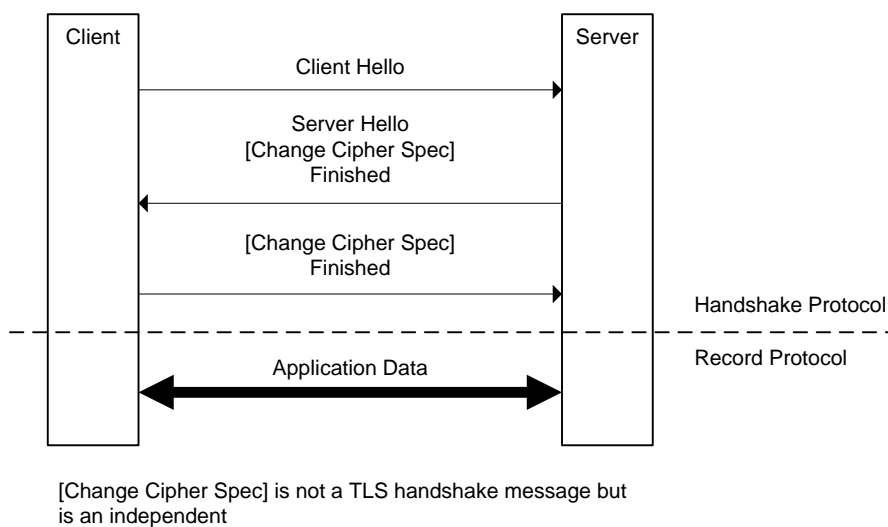 Client
Server
Client Hello
Server Hello
[Change Cipher Spec]
Finished
[Change Cipher Spec]
Finished
Handshake Protocol
Record Protocol
Application Data
[Change Cipher Spec] is not a TLS handshake message but
is an independent